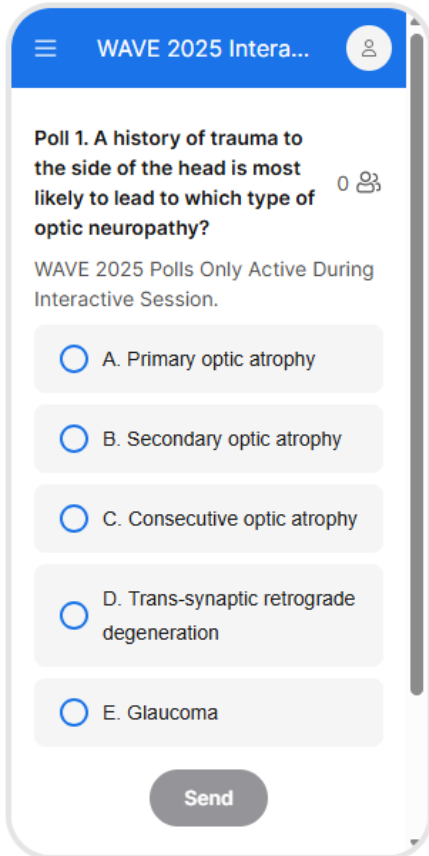 WAVE 2025 Intera...
Poll 1. A history of trauma to
the side of the head is most
likely to lead to which type of
optic neuropathy?
0
WAVE 2025 Polls Only Active During
Interactive Session.
A. Primary optic atrophy
B. Secondary optic atrophy
C. Consecutive optic atrophy
D. Trans-synaptic retrograde
degeneration
E. Glaucoma
Send